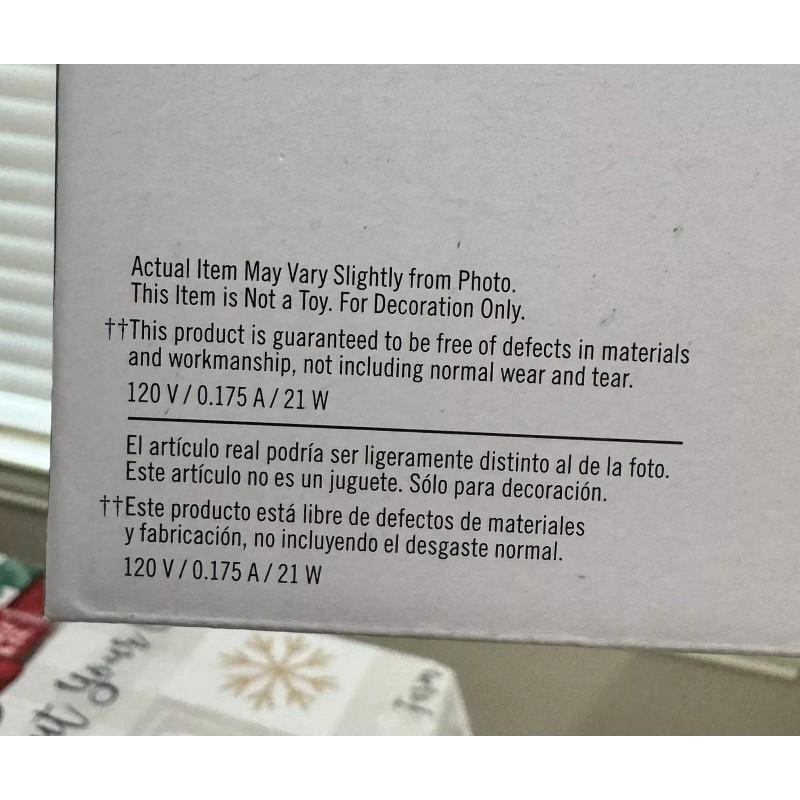 Actual Item May Vary Slightly from Photo.
This Item is Not a Toy. For Decoration Only.
††This product is guaranteed to be free of defects in materials
and workmanship, not including normal wear and tear.
120 V / 0.175 A / 21 W
El artículo real podría ser ligeramente distinto al de la foto.
Este artículo no es un juguete. Sólo para decoración.
††Este producto está libre de defectos de materiales
y fabricación, no incluyendo el desgaste normal.
120 V / 0.175 A / 21 W
Your